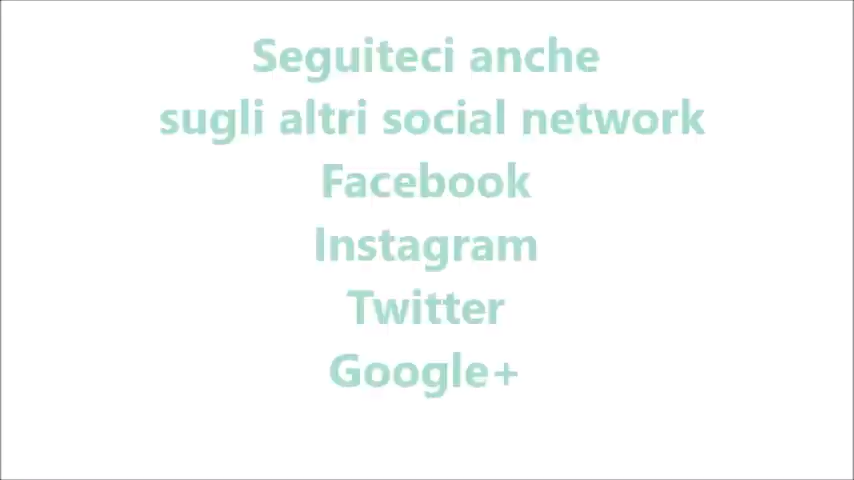 Seguiteci anche
sugli altri social network
Facebook
Instagram
Twitter
Google+